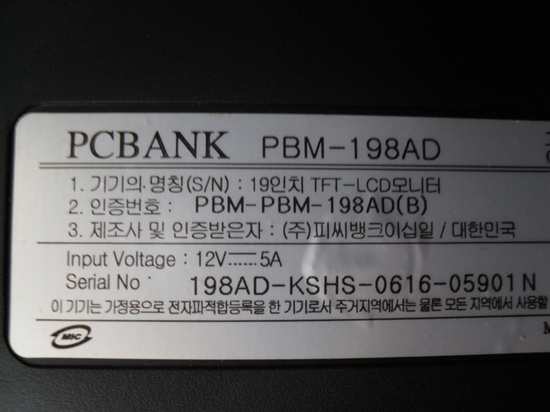 PCBANK PBM-198AD
1. 기기의 명칭(S/N) : 19인치 TFT-LCD모니터
2. 인증번호 : PBM-PBM-198AD(B)
3. 제조사 및 인증받은자 : (주)피씨뱅크이십일 / 대한민국
Input Voltage : 12V⎓5A
Serial No 198AD-KSHS-0616-05901N
이 기기는 가정용으로 전자파적합등록을 한 기기로서 주거지역에서는 물론 모든 지역에서 사용할
MIC